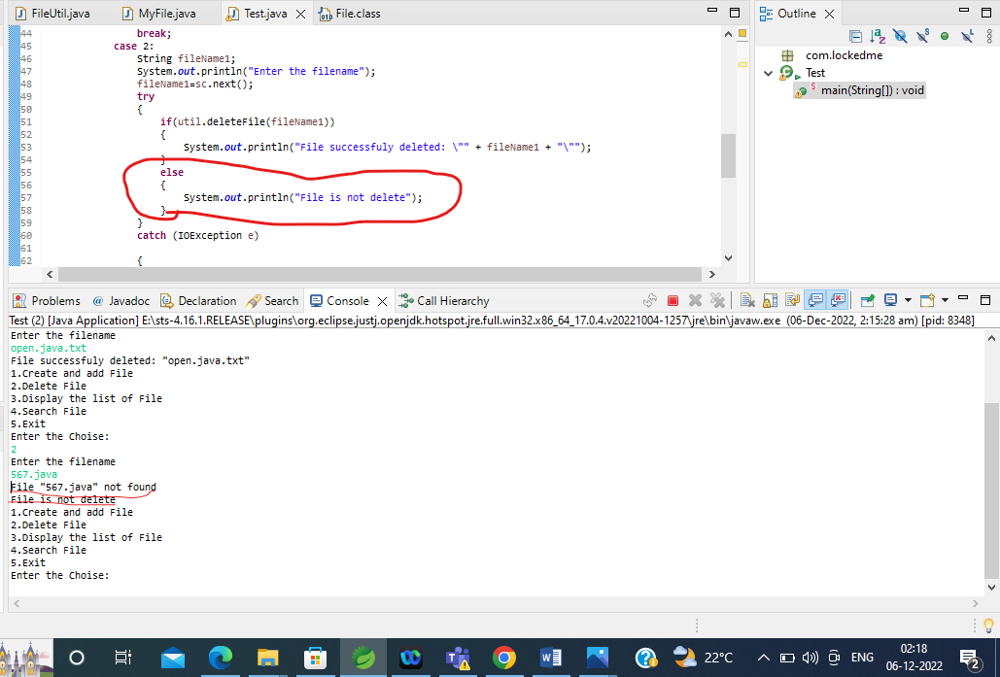 FileUtil.java MyFile.java Test.java File.class
44 break;
45 case 2:
46 String fileName1;
47 System.out.println("Enter the filename");
48 fileName1=sc.next();
49 try
50 {
51 if(util.deleteFile(fileName1))
52 {
53 System.out.println("File successfuly deleted: \"" + fileName1 + "\"");
54 }
55 else
56 {
57 System.out.println("File is not delete");
58 }
59 }
60 catch (IOException e)
61
62 {
Outline
com.lockedme
Test
main(String[]) : void
Problems @ Javadoc Declaration Search Console Call Hierarchy
Test (2) [Java Application] E:\sts-4.16.1.RELEASE\plugins\org.eclipse.justj.openjdk.hotspot.jre.full.win32.x86_64_17.0.4.v20221004-1257\jre\bin\javaw.exe (06-Dec-2022, 2:15:28 am) [pid: 8348]
Enter the filename
open.java.txt
File successfuly deleted: "open.java.txt"
1.Create and add File
2.Delete File
3.Display the list of File
4.Search File
5.Exit
Enter the Choise:
2
Enter the filename
567.java
File "567.java" not found
File is not delete
1.Create and add File
2.Delete File
3.Display the list of File
4.Search File
5.Exit
Enter the Choise:
22°C ENG 02:18
06-12-2022 2